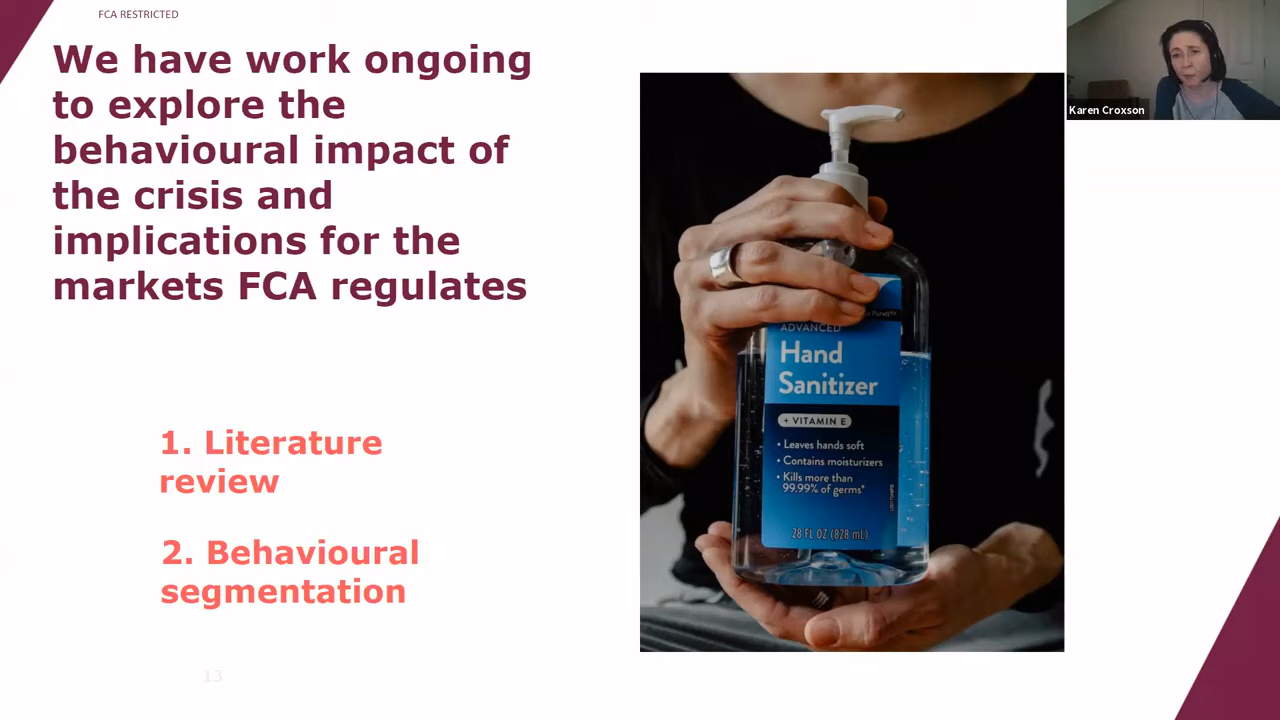 FCA RESTRICTED
We have work ongoing
to explore the
behavioural impact of
the crisis and
implications for the
markets FCA regulates
1. Literature
review
2. Behavioural
segmentation
13
Karen Croxson
ADVANCED
Hand
Sanitizer
+ VITAMIN E
• Leaves hands soft
• Contains moisturizers
• Kills more than
99.99% of germs*
28 FL OZ (828 mL)